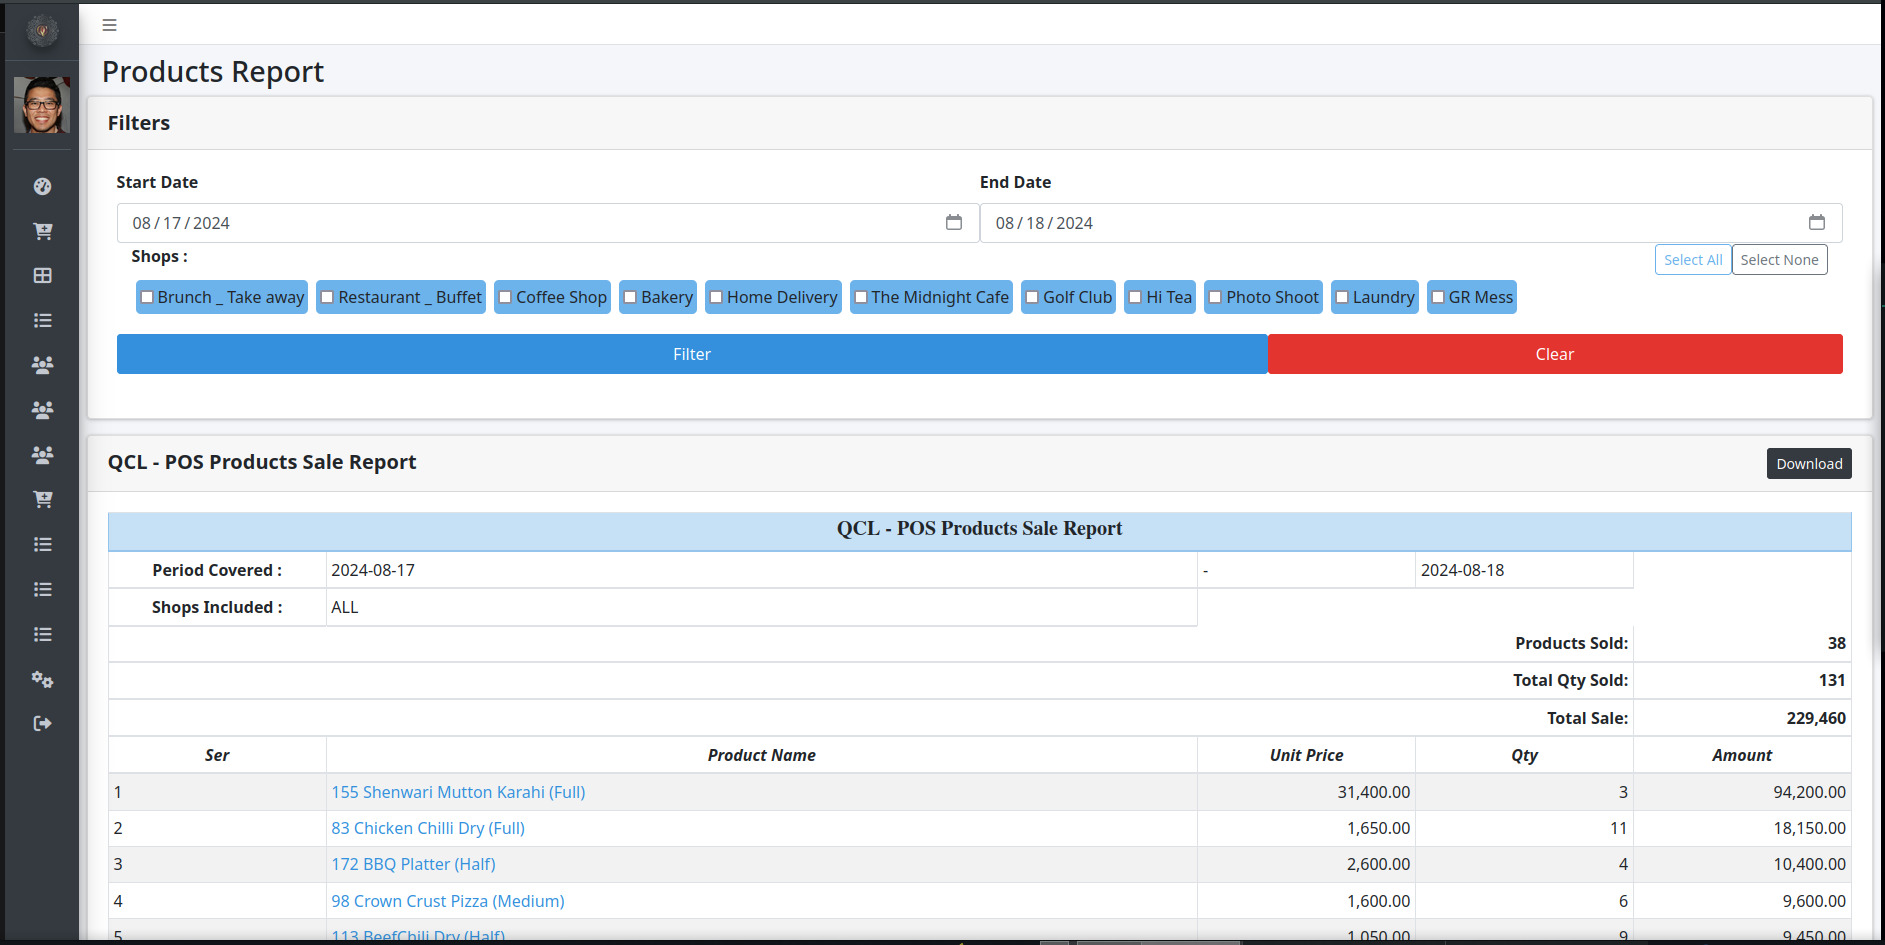 Products Report
Filters
Start Date End Date
08/17/2024 08/18/2024
Shops : Select All Select None
Brunch _ Take away Restaurant _ Buffet Coffee Shop Bakery Home Delivery The Midnight Cafe Golf Club Hi Tea Photo Shoot Laundry GR Mess
Filter Clear
QCL - POS Products Sale Report Download
QCL - POS Products Sale Report
Period Covered : 2024-08-17 - 2024-08-18
Shops Included : ALL
Products Sold: 38
Total Qty Sold: 131
Total Sale: 229,460
Ser Product Name Unit Price Qty Amount
1 155 Shenwari Mutton Karahi (Full) 31,400.00 3 94,200.00
2 83 Chicken Chilli Dry (Full) 1,650.00 11 18,150.00
3 172 BBQ Platter (Half) 2,600.00 4 10,400.00
4 98 Crown Crust Pizza (Medium) 1,600.00 6 9,600.00
5 113 BeefChili Dry (Half) 1,050.00 9 9,450.00